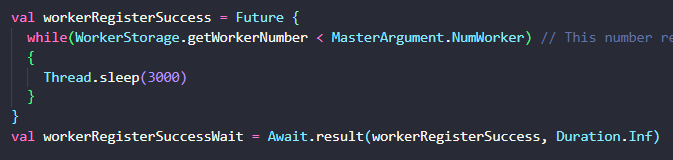 val workerRegisterSuccess = Future {
while(WorkerStorage.getWorkerNumber < MasterArgument.NumWorker) // This number
{
Thread.sleep(3000)
}
}
val workerRegisterSuccessWait = Await.result(workerRegisterSuccess, Duration.Inf)